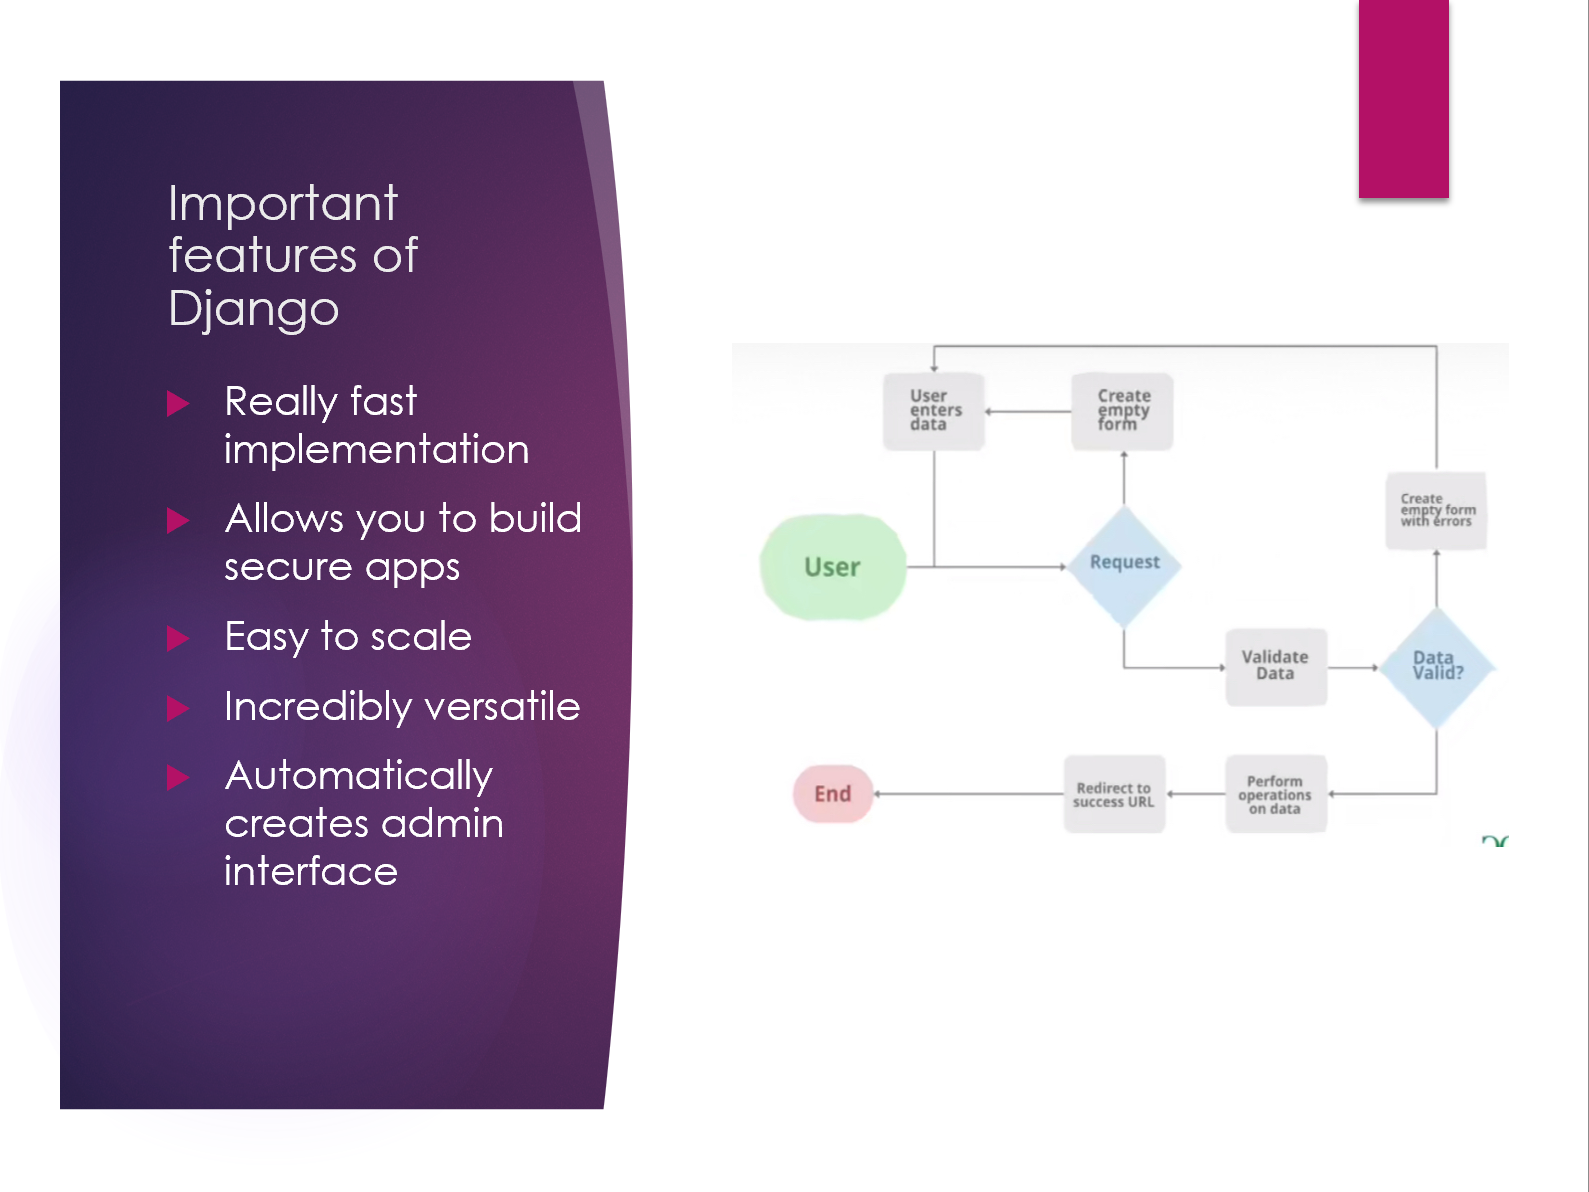 Important
features of
Django
Really fast
implementation
Allows you to build
secure apps
Easy to scale
Incredibly versatile
Automatically
creates admin
interface
User
enters
data
Create
empty
form
Create
empty form
with errors
User
Request
Validate
Data
Data
Valid?
End
Redirect to
success URL
Perform
operations
on data